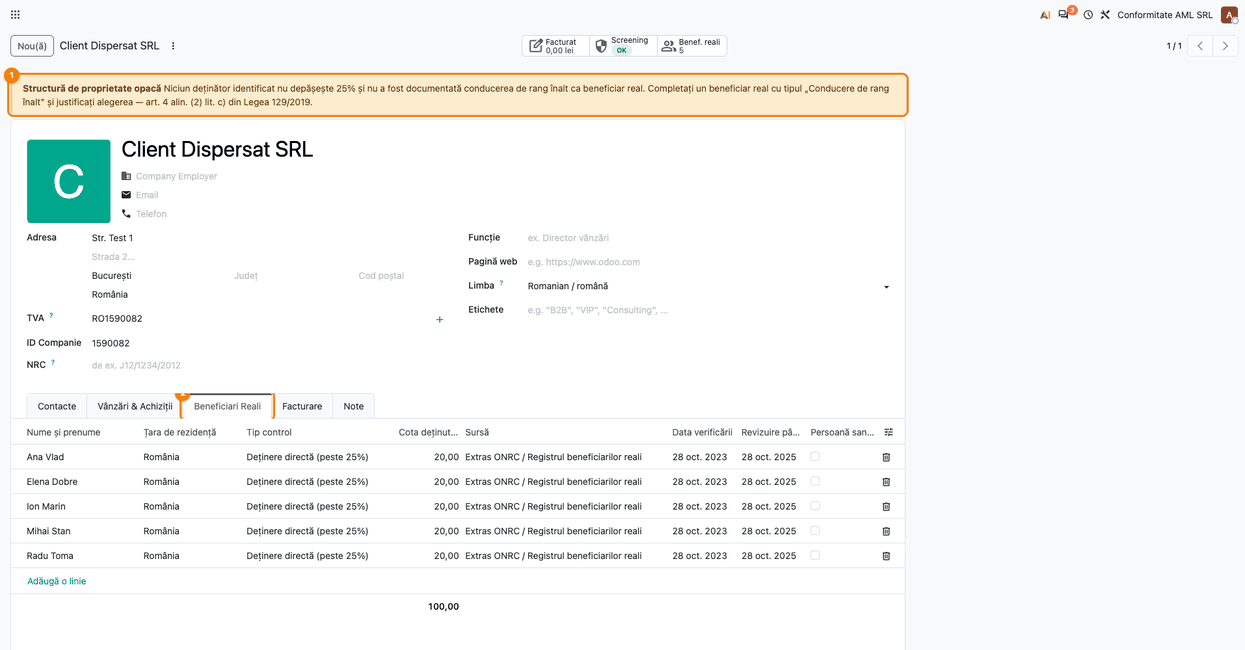 AI
3
Conformitate AML SRL
A
Nou(ă)
Client Dispersat SRL
Facturat
0,00 lei
Screening
OK
Benef. reali
5
1 / 1
1
Structură de proprietate opacă Niciun deținător identificat nu depășește 25% și nu a fost documentată conducerea de rang înalt ca beneficiar real. Completați un beneficiar real cu tipul „Conducere de rang
înalt" și justificați alegerea — art. 4 alin. (2) lit. c) din Legea 129/2019.
C
Client Dispersat SRL
Company Employer
Email
Telefon
Adresa
Str. Test 1
Strada 2...
București
Județ
Cod poștal
România
TVA ?
RO1590082
ID Companie
1590082
NRC ?
de ex. J12/1234/2012
Funcție
ex. Director vânzări
Pagină web
e.g. https://www.odoo.com
Limba ?
Romanian / română
Etichete
e.g. "B2B", "VIP", "Consulting", ...
Contacte
Vânzări & Achiziții
Beneficiari Reali
Facturare
Note
Nume și prenume Țara de rezidență Tip control Cota deținut... Sursă Data verificării Revizuire pâ... Persoană san...
Ana Vlad România Deținere directă (peste 25%) 20,00 Extras ONRC / Registrul beneficiarilor reali 28 oct. 2023 28 oct. 2025
Elena Dobre România Deținere directă (peste 25%) 20,00 Extras ONRC / Registrul beneficiarilor reali 28 oct. 2023 28 oct. 2025
Ion Marin România Deținere directă (peste 25%) 20,00 Extras ONRC / Registrul beneficiarilor reali 28 oct. 2023 28 oct. 2025
Mihai Stan România Deținere directă (peste 25%) 20,00 Extras ONRC / Registrul beneficiarilor reali 28 oct. 2023 28 oct. 2025
Radu Toma România Deținere directă (peste 25%) 20,00 Extras ONRC / Registrul beneficiarilor reali 28 oct. 2023 28 oct. 2025
Adăugă o linie
100,00